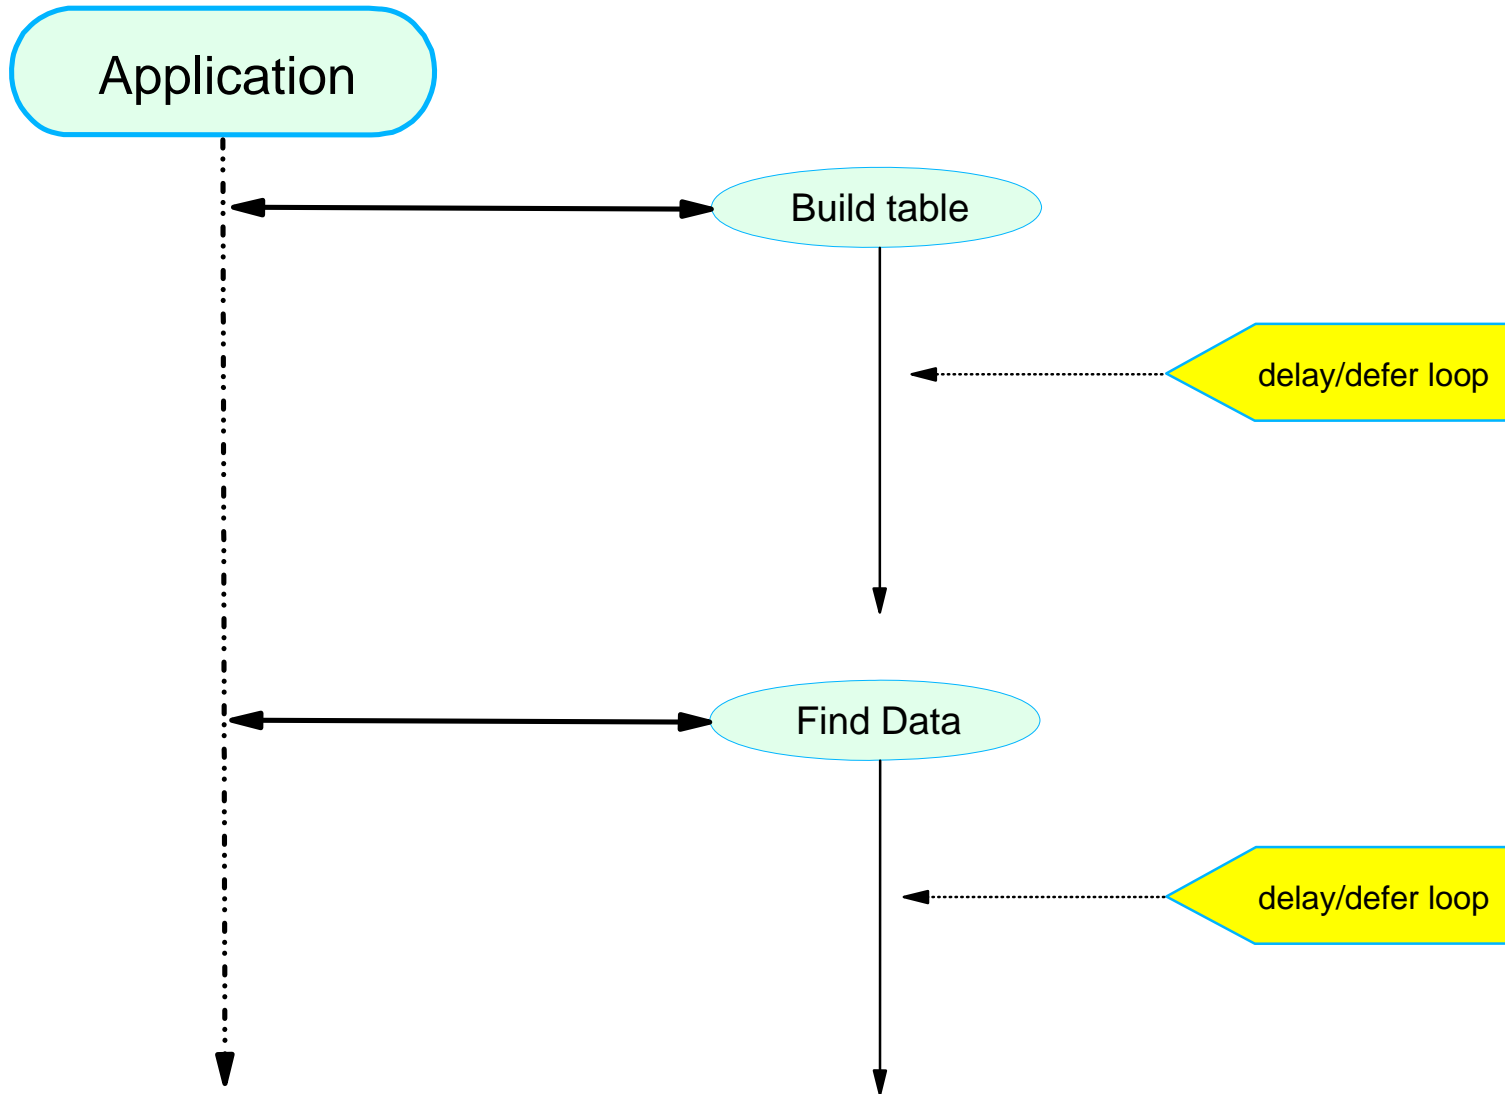 Application
Build table
delay/defer loop
Find Data
delay/defer loop